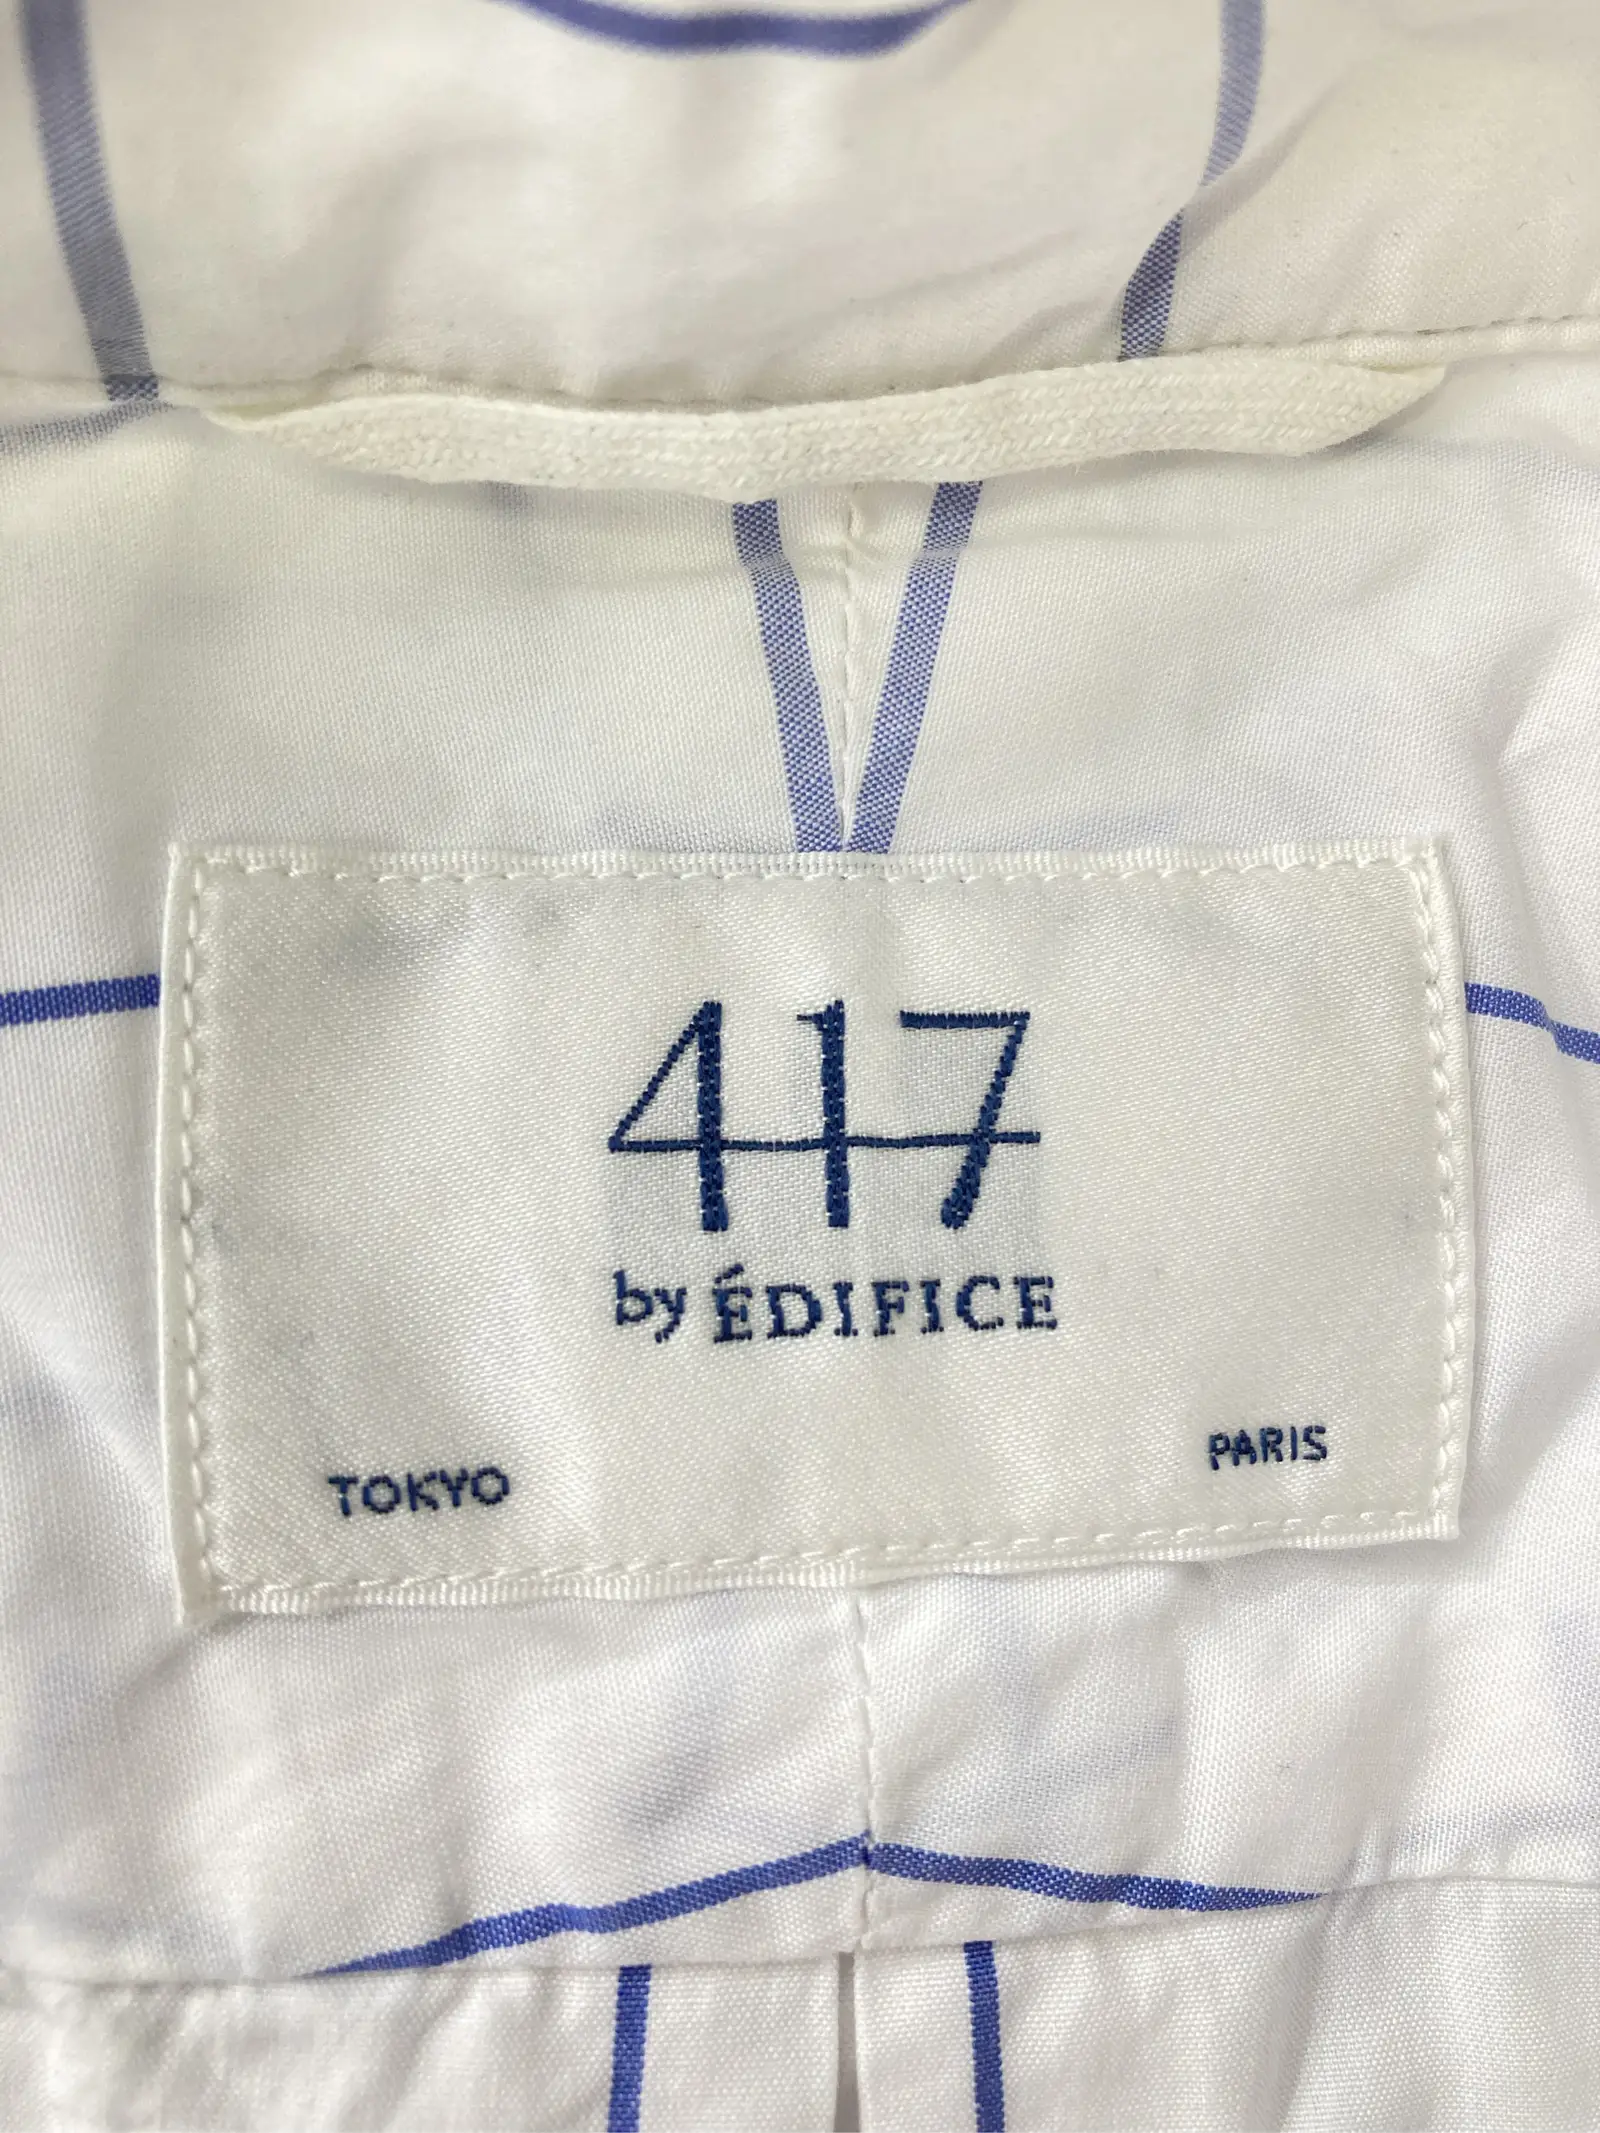 417
by ÉDIFICE
TOKYO PARIS